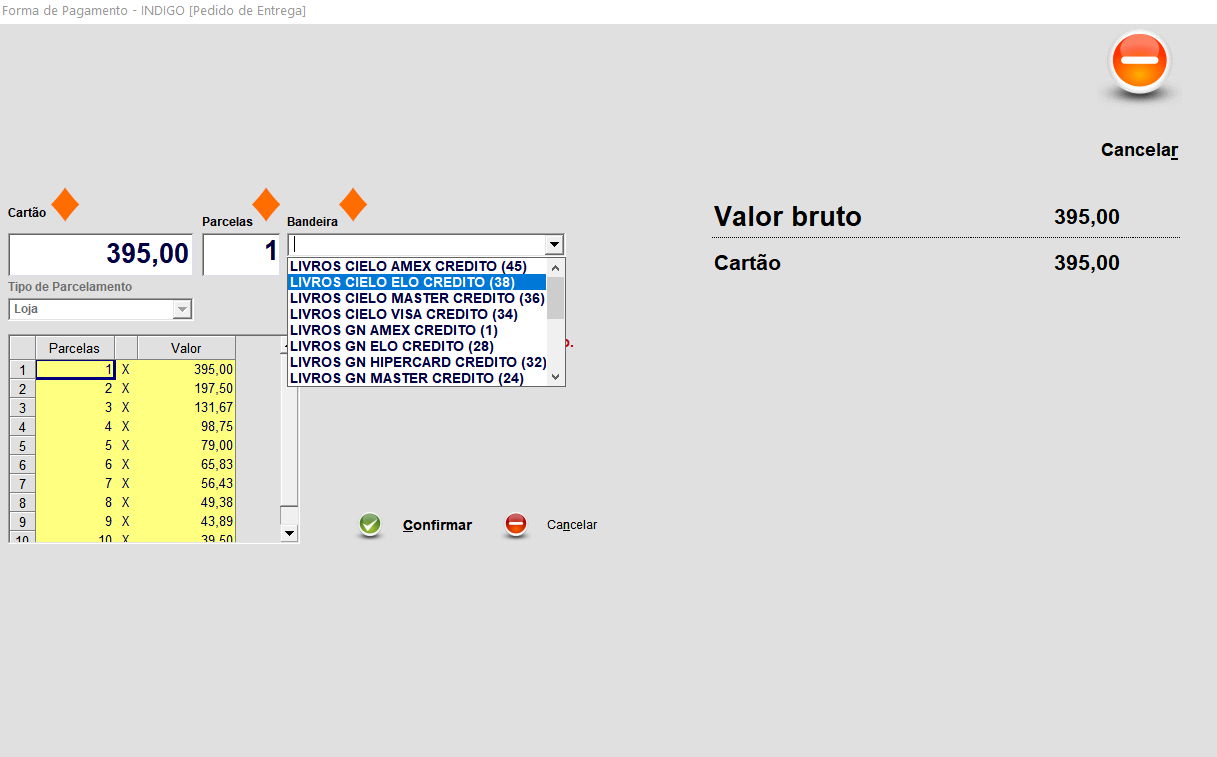 Forma de Pagamento - INDIGO [Pedido de Entrega]
Cancelar
Cartão
Parcelas
Bandeira
395,00
1
Tipo de Parcelamento
Loja
LIVROS CIELO AMEX CREDITO (45)
LIVROS CIELO ELO CREDITO (38)
LIVROS CIELO MASTER CREDITO (36)
LIVROS CIELO VISA CREDITO (34)
LIVROS GN AMEX CREDITO (1)
LIVROS GN ELO CREDITO (28)
LIVROS GN HIPERCARD CREDITO (32)
LIVROS GN MASTER CREDITO (24)
Valor bruto 395,00
Cartão 395,00
Parcelas Valor
1 1 X 395,00
2 2 X 197,50
3 3 X 131,67
4 4 X 98,75
5 5 X 79,00
6 6 X 65,83
7 7 X 56,43
8 8 X 49,38
9 9 X 43,89
10 10 X 39,50
Confirmar
Cancelar